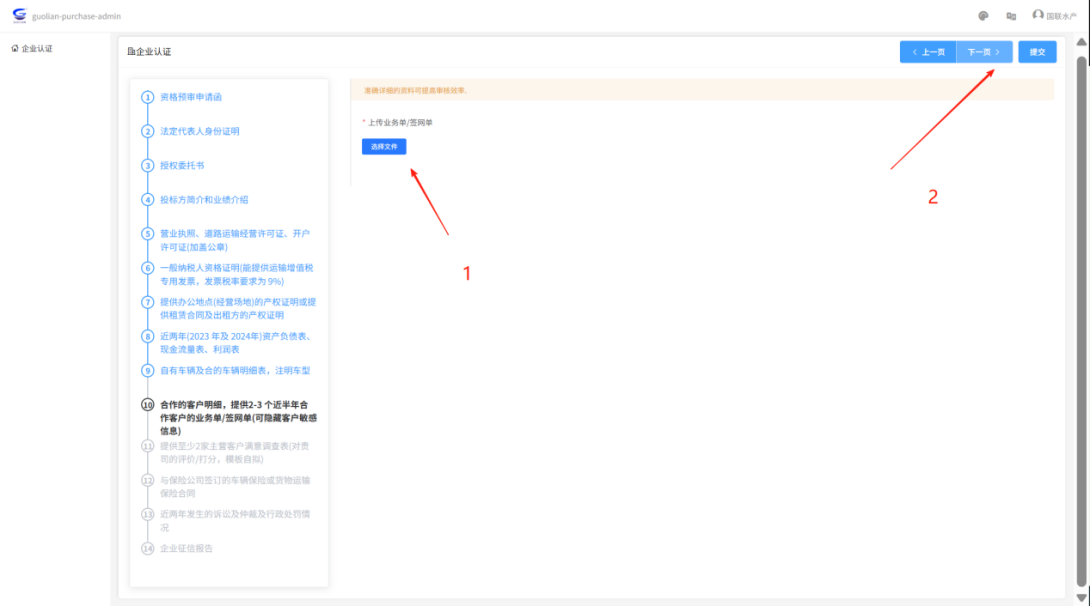 guolian-purchase-admin
国联水产
企业认证
企业认证
< 上一页
下一页 >
提交
1 资格预审申请函
2 法定代表人身份证明
3 授权委托书
4 投标方简介和业绩介绍
5 营业执照、道路运输经营许可证、开户
许可证(加盖公章)
6 一般纳税人资格证明(能提供运输增值税
专用发票，发票税率要求为 9%)
7 提供办公地点(经营场地)的产权证明或提
供租赁合同及出租方的产权证明
8 近两年(2023 年及 2024年)资产负债表、
现金流量表、利润表
9 自有车辆及合的车辆明细表，注明车型
10 合作的客户明细，提供2-3 个近半年合
作客户的业务单/签网单(可隐藏客户敏感
信息)
11 提供至少2家主营客户满意调查表(对贵
司的评价/打分，模板自拟)
12 与保险公司签订的车辆保险或货物运输
保险合同
13 近两年发生的诉讼及仲裁及行政处罚情
况
14 企业征信报告
准确详细的资料可提高审核效率。
* 上传业务单/签网单
选择文件
1
2